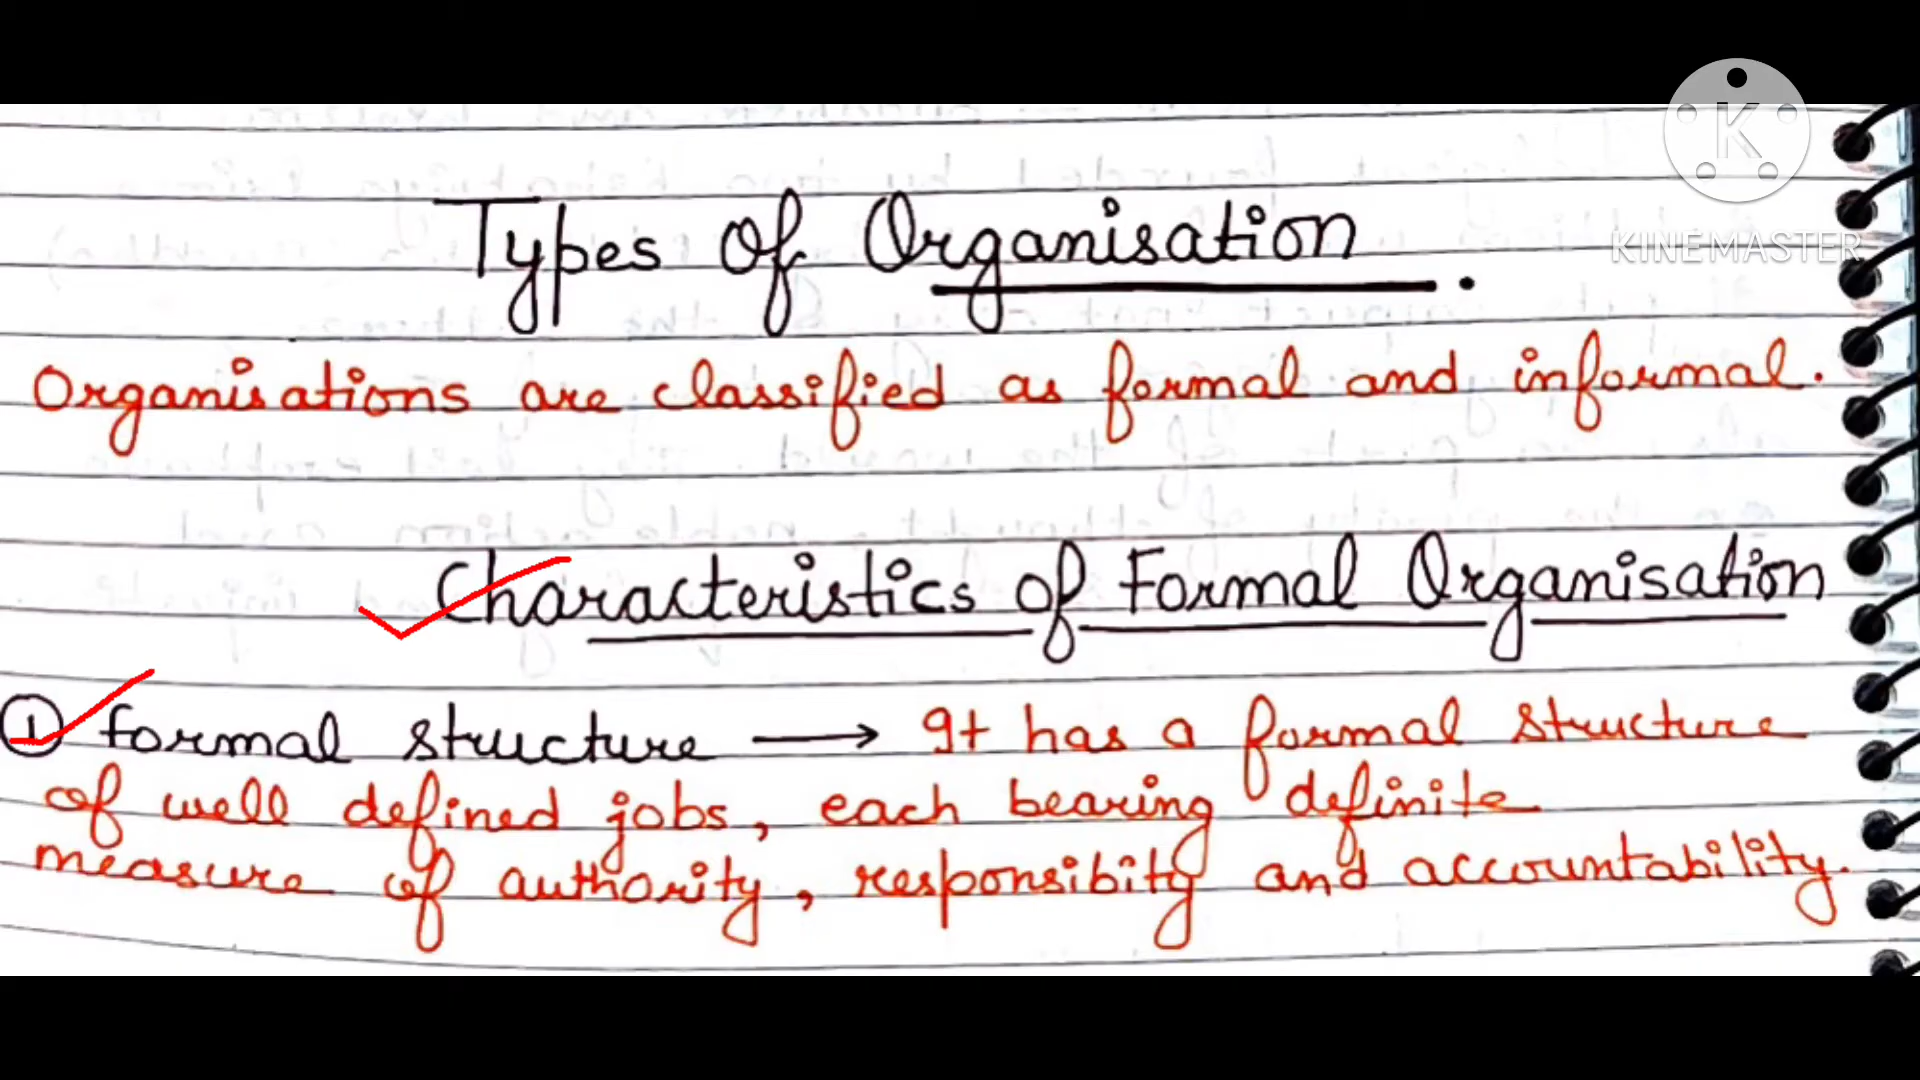 Types Of Organisation.
Organisations are classified as formal and informal.
Characteristics of Formal Organisation
① formal structure → It has a formal structure
of well defined jobs, each bearing definite
measure of authority, responsibity and accountability.
K
KINEMASTER